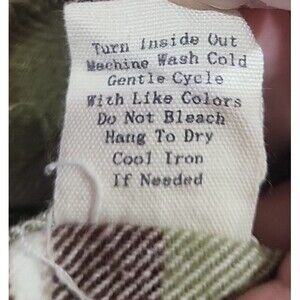 Turn Inside Out
Machine Wash Cold
Gentle Cycle
With Like Colors
Do Not Bleach
Hang To Dry
Cool Iron
If Needed